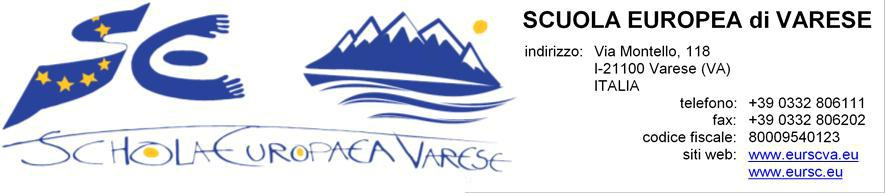 SE
SCHOLA EUROPAEA VARESE
SCUOLA EUROPEA di VARESE
indirizzo: Via Montello, 118
I-21100 Varese (VA)
ITALIA
telefono: +39 0332 806111
fax: +39 0332 806202
codice fiscale: 80009540123
siti web: www.eurscva.eu
www.eursc.eu